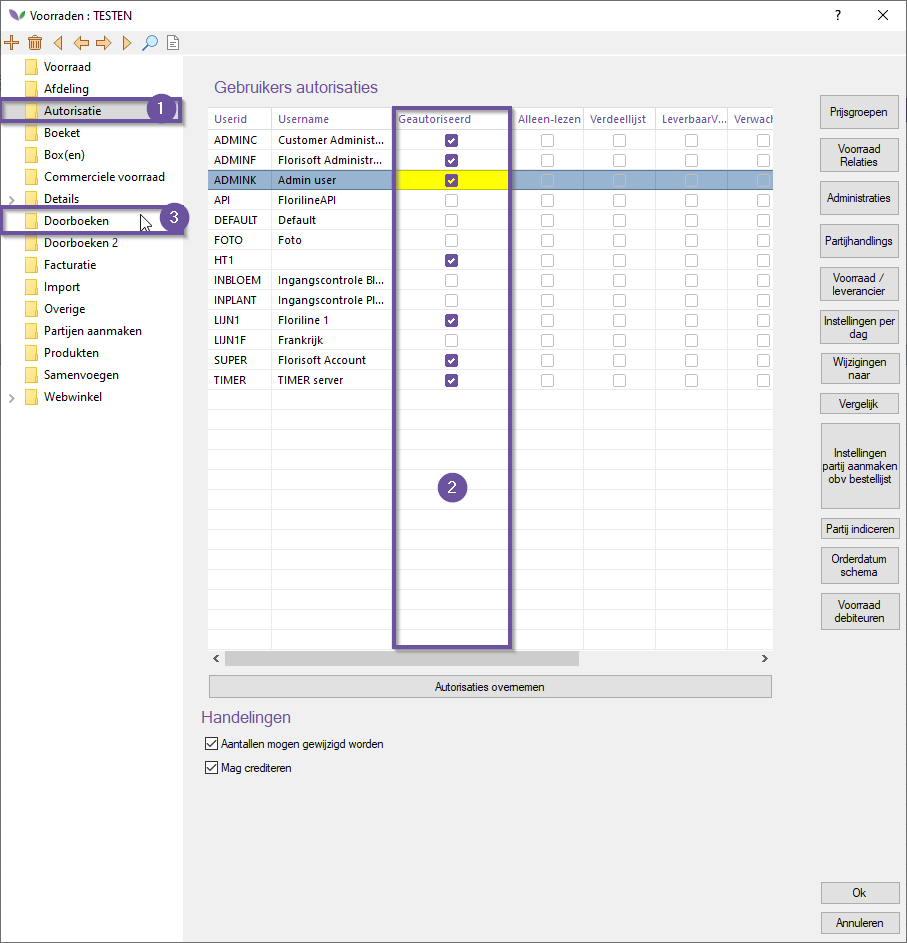 Voorraden : TESTEN
?
Voorraad
Afdeling
Autorisatie
1
Boeket
Box(en)
Commerciele voorraad
Details
Doorboeken
3
Doorboeken 2
Facturatie
Import
Overige
Partijen aanmaken
Produkten
Samenvoegen
Webwinkel
Gebruikers autorisaties
Userid Username Geautoriseerd Alleen-lezen Verdeellijst LeverbaarV... Verwach
ADMINC Customer Administ...
ADMINF Florisoft Administr...
ADMINK Admin user
API FlorilineAPI
DEFAULT Default
FOTO Foto
HT1
INBLOEM Ingangscontrole Bl...
INPLANT Ingangscontrole Pl...
LIJN1 Floriline 1
LIJN1F Frankrijk
SUPER Florisoft Account
TIMER TIMER server
2
Autorisaties overnemen
Handelingen
Aantallen mogen gewijzigd worden
Mag crediteren
Prijsgroepen
Voorraad
Relaties
Administraties
Partijhandlings
Voorraad /
leverancier
Instellingen per
dag
Wijzigingen
naar
Vergelijk
Instellingen
partij aanmaken
obv bestellijst
Partij indiceren
Orderdatum
schema
Voorraad
debiteuren
Ok
Annuleren